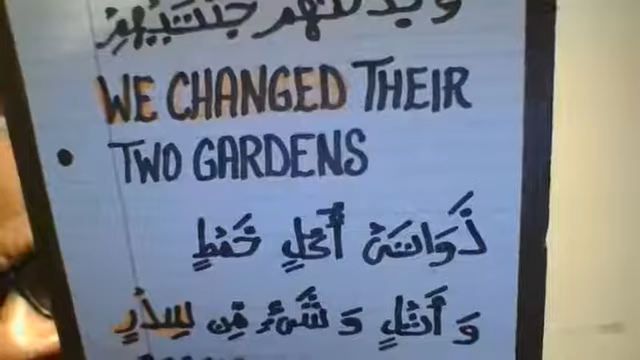 وَبَدَّلْنَٰهُم بِجَنَّتَيْهِمْ
WE CHANGED THEIR
TWO GARDENS
ذَوَاتَىْ أُكُلٍ خَمْطٍ
وَأَثْلٍ وَشَىْءٍ مِّن سِدْرٍ